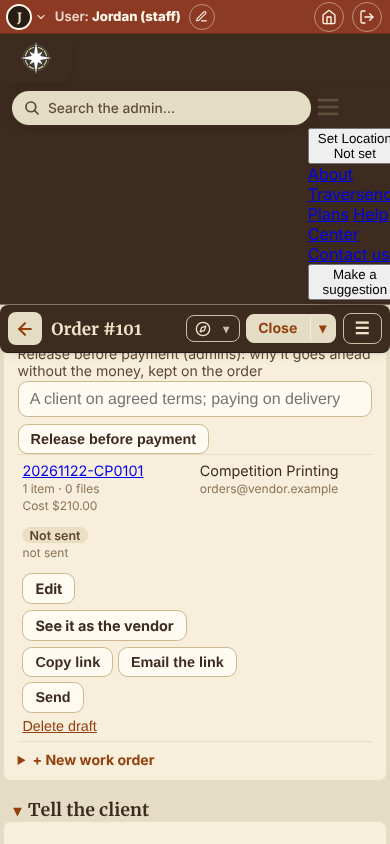 J User: Jordan (staff)
Search the admin...
Set Location
Not set
About
Traversend
Plans Help
Center
Contact us
Make a
suggestion
Order #101
Close
Release before payment (admins): why it goes ahead
without the money, kept on the order
A client on agreed terms; paying on delivery
Release before payment
20261122-CP0101
Competition Printing
1 item · 0 files
orders@vendor.example
Cost $210.00
Not sent
not sent
Edit
See it as the vendor
Copy link
Email the link
Send
Delete draft
+ New work order
Tell the client